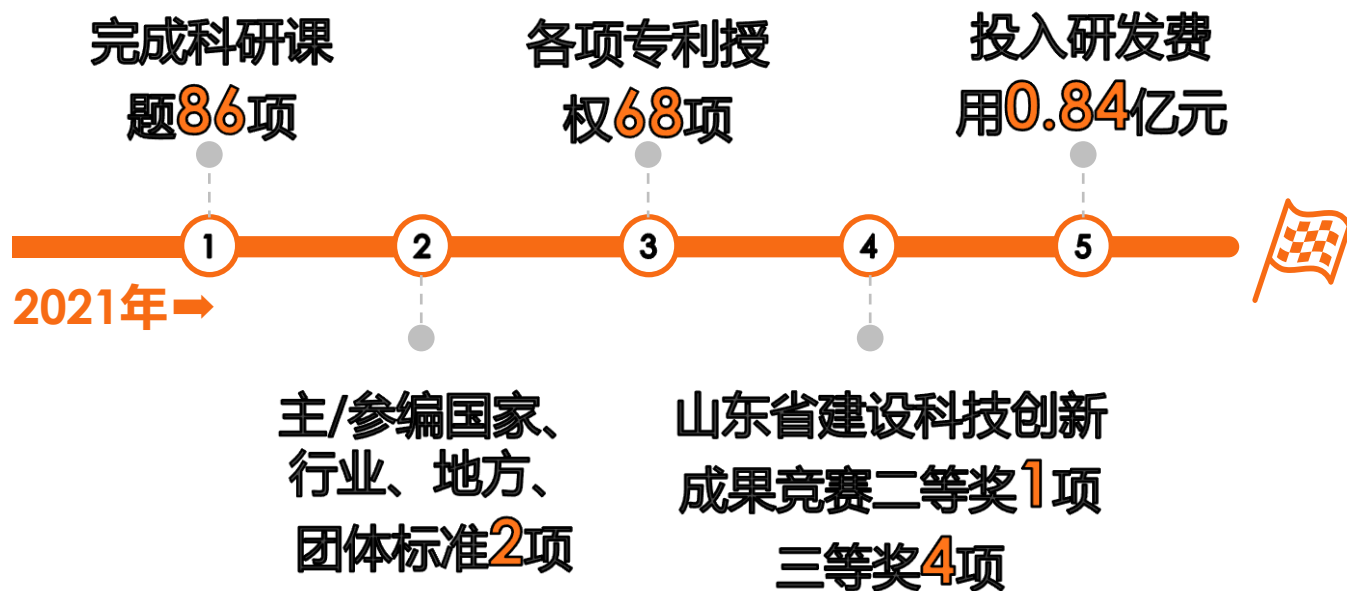 完成科研课
题86项
各项专利授
权68项
投入研发费
用0.84亿元
1
2
3
4
5
2021年
主/参编国家、
行业、地方、
团体标准2项
山东省建设科技创新
成果竞赛二等奖1项
三等奖4项